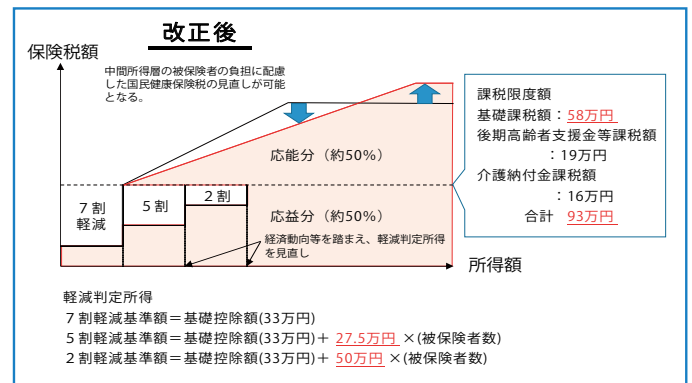 改正後
保険税額
中間所得層の被保険者の負担に配慮
した国民健康保険税の見直しが可能
となる。
課税限度額
基礎課税額：58万円
後期高齢者支援金等課税額
：19万円
介護納付金課税額
：16万円
合計 93万円
応能分（約50%）
7割
軽減
5割
2割
応益分（約50%）
経済動向等を踏まえ、軽減判定所得
を見直し
所得額
軽減判定所得
7割軽減基準額＝基礎控除額(33万円)
5割軽減基準額＝基礎控除額(33万円)＋ 27.5万円 ×(被保険者数)
2割軽減基準額＝基礎控除額(33万円)＋ 50万円 ×(被保険者数)